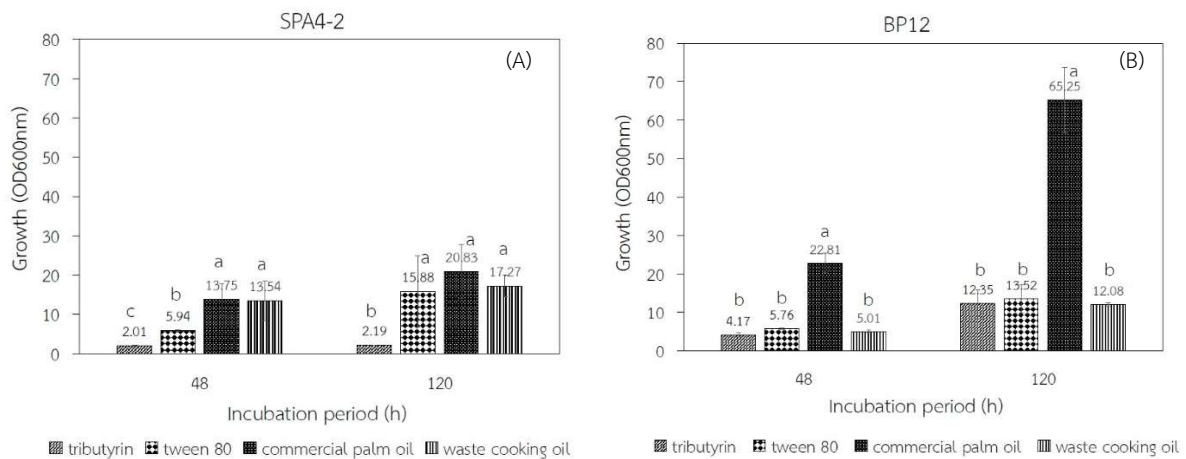 SPA4-2
(A)
80
70
60
50
40
30
20
10
0
Growth (OD600nm)
c
2.01
b
5.94
a
13.75
a
13.54
b
2.19
a
15.88
a
20.83
a
17.27
48
120
Incubation period (h)
tributyrin tween 80 commercial palm oil waste cooking oil
BP12
(B)
80
70
60
50
40
30
20
10
0
Growth (OD600nm)
b
4.17
b
5.76
a
22.81
b
5.01
b
12.35
b
13.52
a
65.25
b
12.08
48
120
Incubation period (h)
tributyrin tween 80 commercial palm oil waste cooking oil